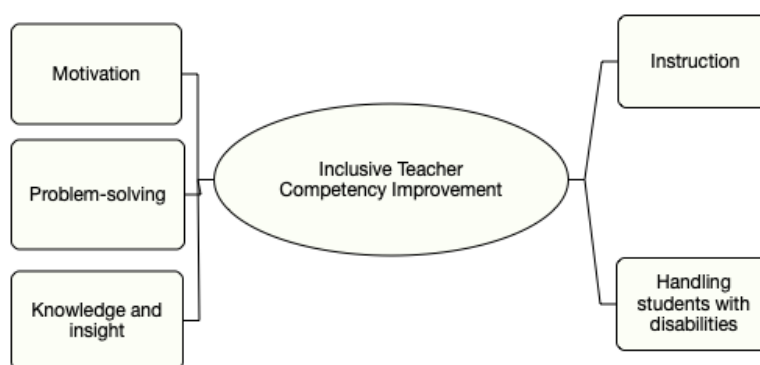 Motivation
Problem-solving
Knowledge and
insight
Inclusive Teacher
Competency Improvement
Instruction
Handling
students with
disabilities